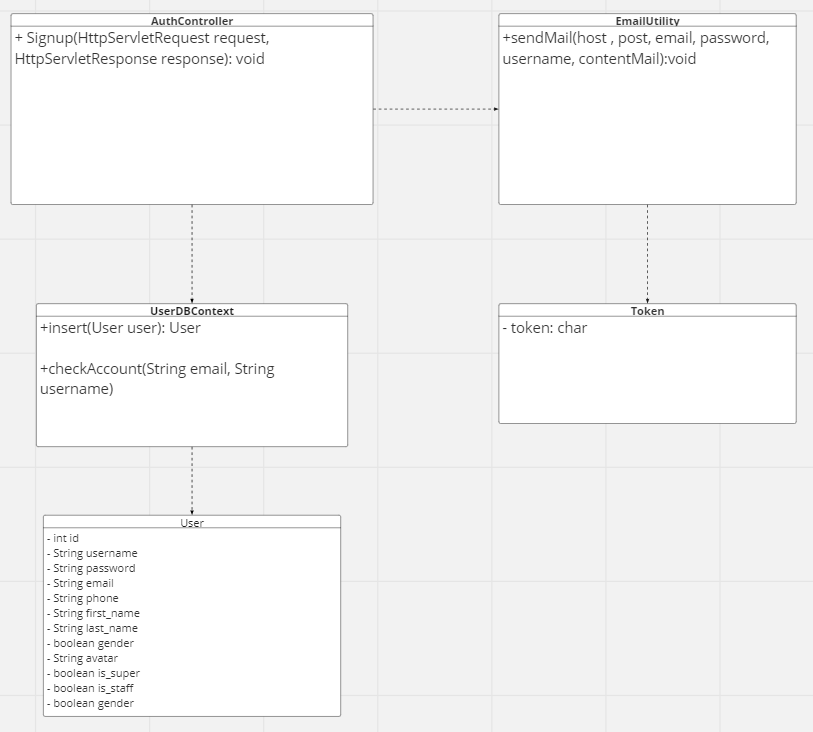 AuthController
+ Signup(HttpServletRequest request,
HttpServletResponse response): void
EmailUtility
+sendMail(host , post, email, password,
username, contentMail):void
UserDBContext
+insert(User user): User
+checkAccount(String email, String
username)
Token
- token: char
User
- int id
- String username
- String password
- String email
- String phone
- String first_name
- String last_name
- boolean gender
- String avatar
- boolean is_super
- boolean is_staff
- boolean gender